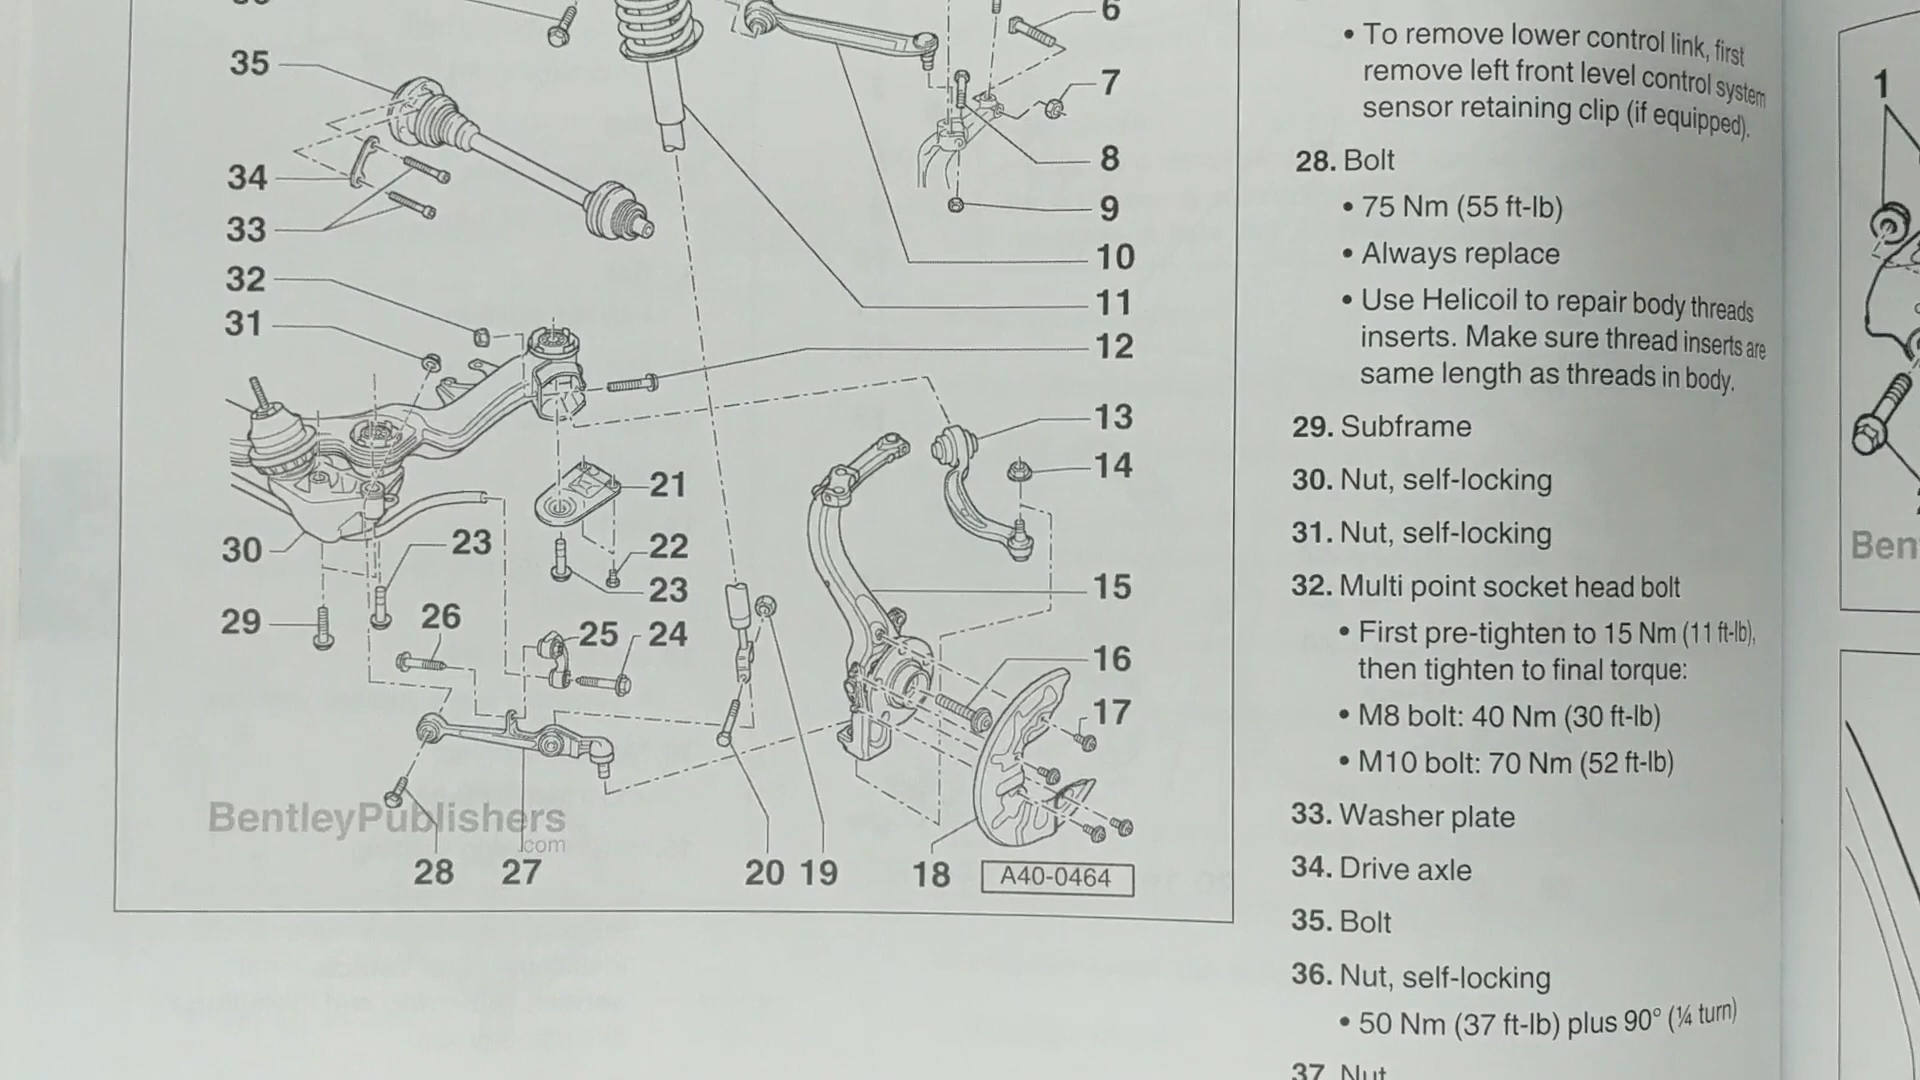 35
34
33
32
31
30
29
23
26
25
24
21
22
23
28
27
20
19
18
6
7
8
9
10
11
12
13
14
15
16
17
A40-0464
BentleyPublishers
.com
• To remove lower control link, first
remove left front level control system
sensor retaining clip (if equipped).
28. Bolt
• 75 Nm (55 ft-lb)
• Always replace
• Use Helicoil to repair body threads
inserts. Make sure thread inserts are
same length as threads in body.
29. Subframe
30. Nut, self-locking
31. Nut, self-locking
32. Multi point socket head bolt
• First pre-tighten to 15 Nm (11 ft-lb),
then tighten to final torque:
• M8 bolt: 40 Nm (30 ft-lb)
• M10 bolt: 70 Nm (52 ft-lb)
33. Washer plate
34. Drive axle
35. Bolt
36. Nut, self-locking
• 50 Nm (37 ft-lb) plus 90° (¼ turn)
37. Nut
1
Ben